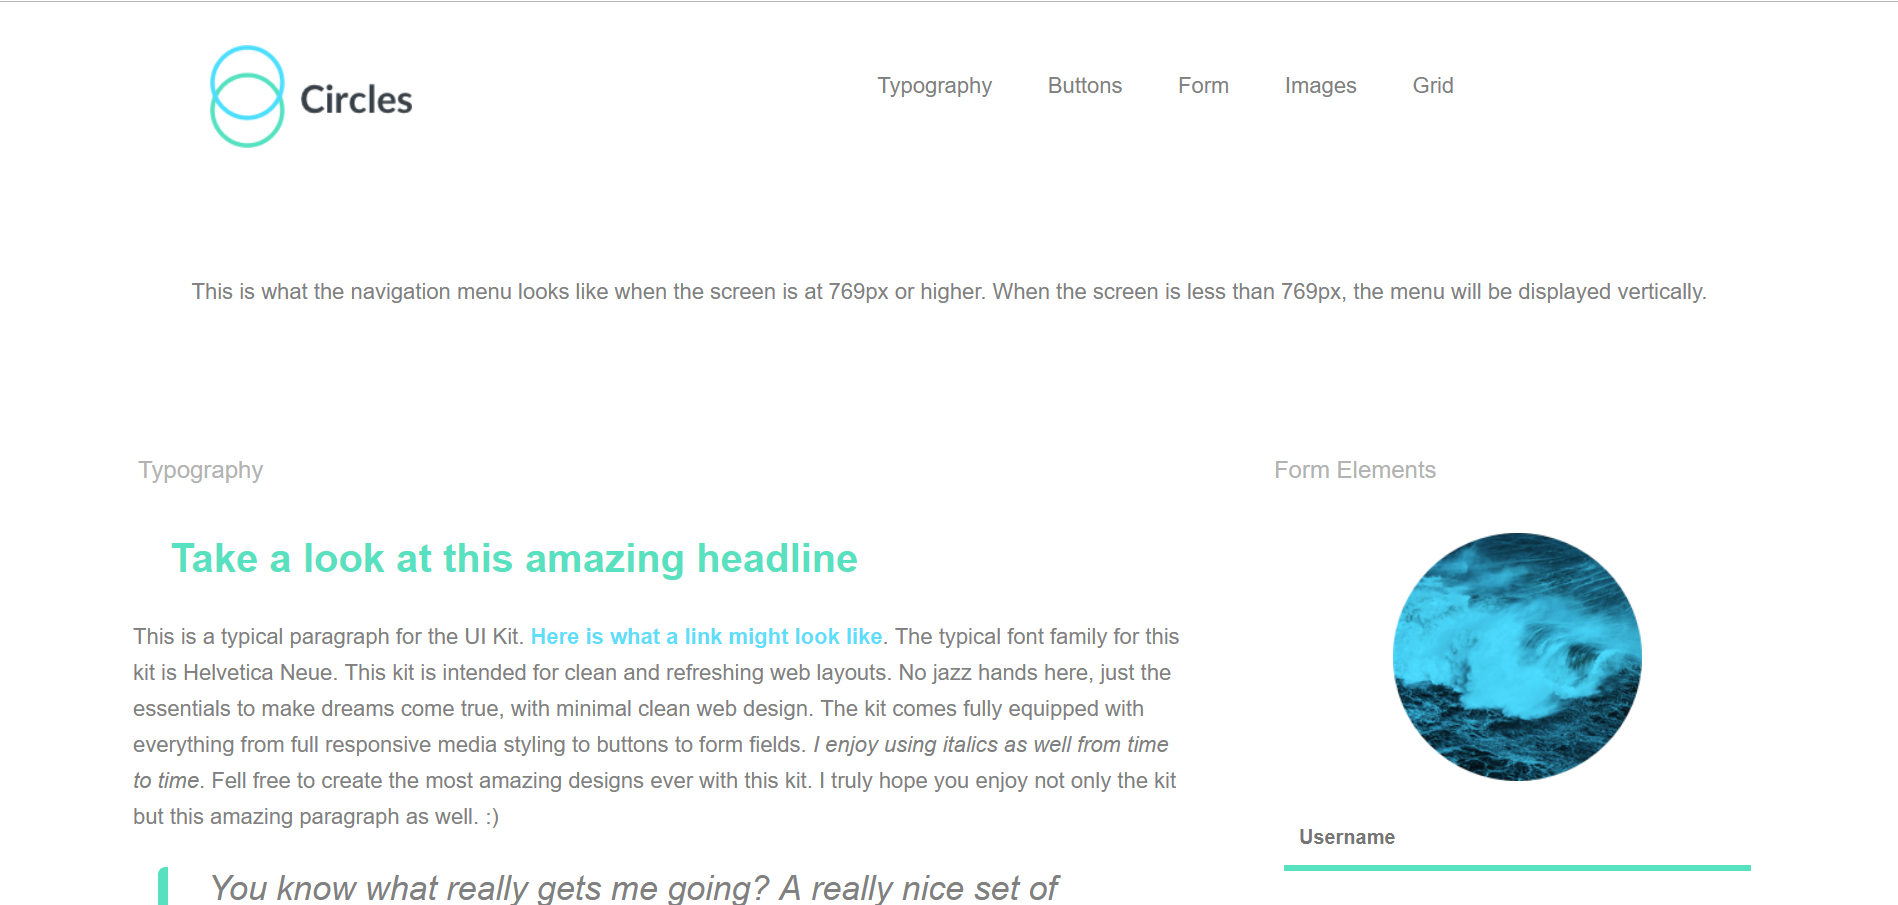 Circles
Typography Buttons Form Images Grid
This is what the navigation menu looks like when the screen is at 769px or higher. When the screen is less than 769px, the menu will be displayed vertically.
Typography
Take a look at this amazing headline
This is a typical paragraph for the UI Kit. Here is what a link might look like. The typical font family for this
kit is Helvetica Neue. This kit is intended for clean and refreshing web layouts. No jazz hands here, just the
essentials to make dreams come true, with minimal clean web design. The kit comes fully equipped with
everything from full responsive media styling to buttons to form fields. I enjoy using italics as well from time
to time. Fell free to create the most amazing designs ever with this kit. I truly hope you enjoy not only the kit
but this amazing paragraph as well. :)
You know what really gets me going? A really nice set of
Form Elements
Username